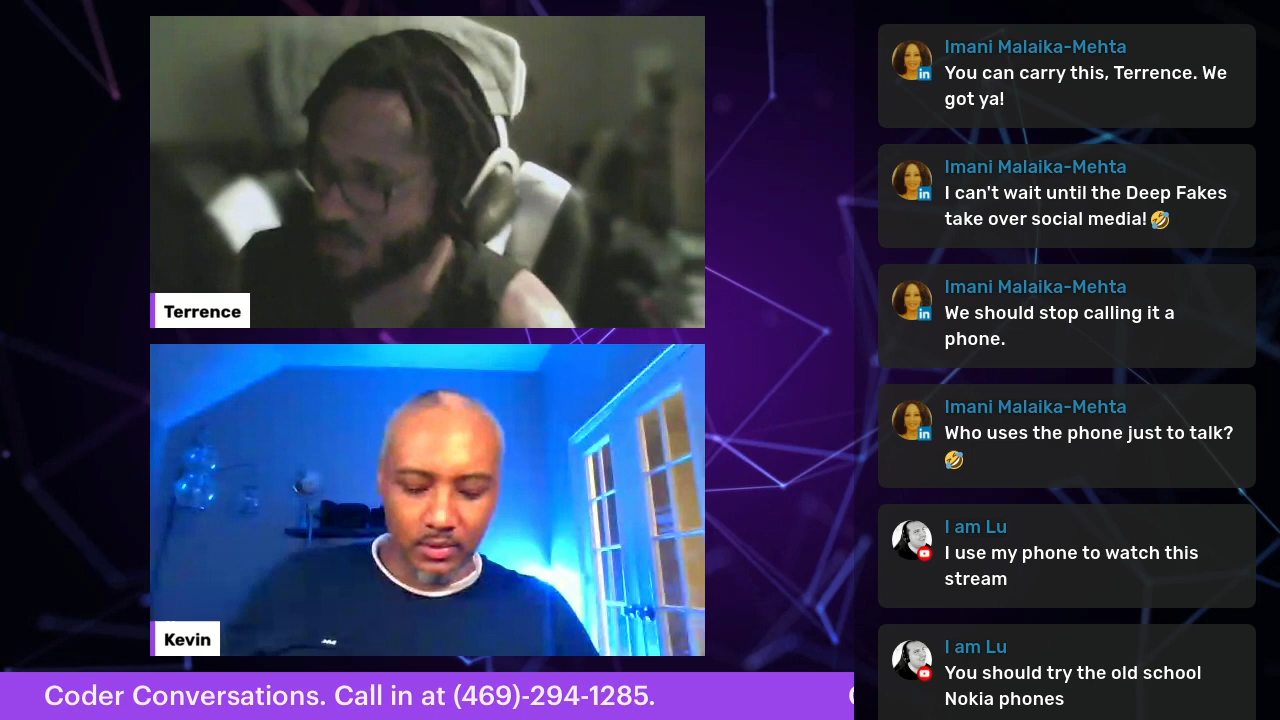 Terrence
Kevin
Coder Conversations. Call in at (469)-294-1285.
Imani Malaika-Mehta
You can carry this, Terrence. We
got ya!
Imani Malaika-Mehta
I can't wait until the Deep Fakes
take over social media! 🤣
Imani Malaika-Mehta
We should stop calling it a
phone.
Imani Malaika-Mehta
Who uses the phone just to talk?
🤣
I am Lu
I use my phone to watch this
stream
I am Lu
You should try the old school
Nokia phones